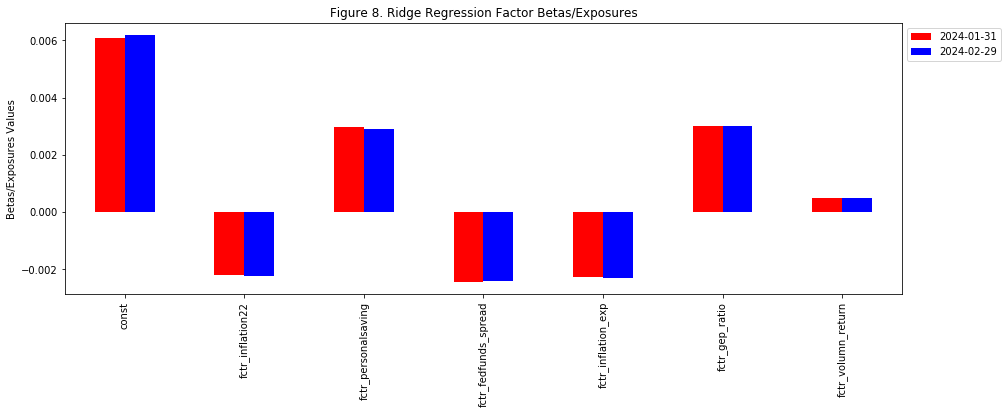 Figure 8. Ridge Regression Factor Betas/Exposures
2024-01-31
2024-02-29
Betas/Exposures Values
0.006
0.004
0.002
0.000
−0.002
const
fctr_inflation22
fctr_personalsaving
fctr_fedfunds_spread
fctr_inflation_exp
fctr_gep_ratio
fctr_volumn_return